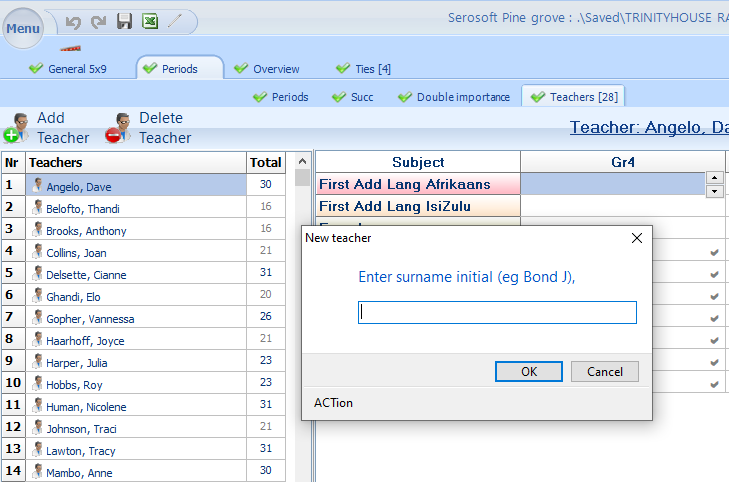 Serosoft Pine grove : .\Saved\TRINITYHOUSE RA
Menu
General 5x9 Periods Overview Ties [4]
Periods Succ Double importance Teachers [28]
Add Teacher Delete Teacher
Teacher: Angelo, Da
Nr Teachers Total
Subject Gr4
1 Angelo, Dave 30
First Add Lang Afrikaans
2 Belofto, Thandi 16
First Add Lang IsiZulu
3 Brooks, Anthony 16
4 Collins, Joan 21
5 Delsette, Cianne 31
6 Ghandi, Elo 20
7 Gopher, Vannessa 26
8 Haarhoff, Joyce 21
9 Harper, Julia 23
10 Hobbs, Roy 23
11 Human, Nicolene 31
12 Johnson, Traci 21
13 Lawton, Tracy 31
14 Mambo, Anne 30
New teacher
Enter surname initial (eg Bond J),
OK Cancel
ACTion